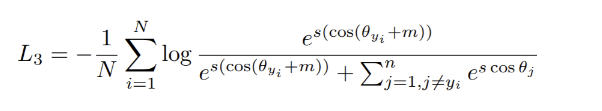 $L_3 = -\frac{1}{N} \sum_{i=1}^{N} \log \frac{e^{s(\cos(\theta_{y_i}+m))}}{e^{s(\cos(\theta_{y_i}+m))} + \sum_{j=1, j\neq y_i}^{n} e^{s \cos \theta_j}}$